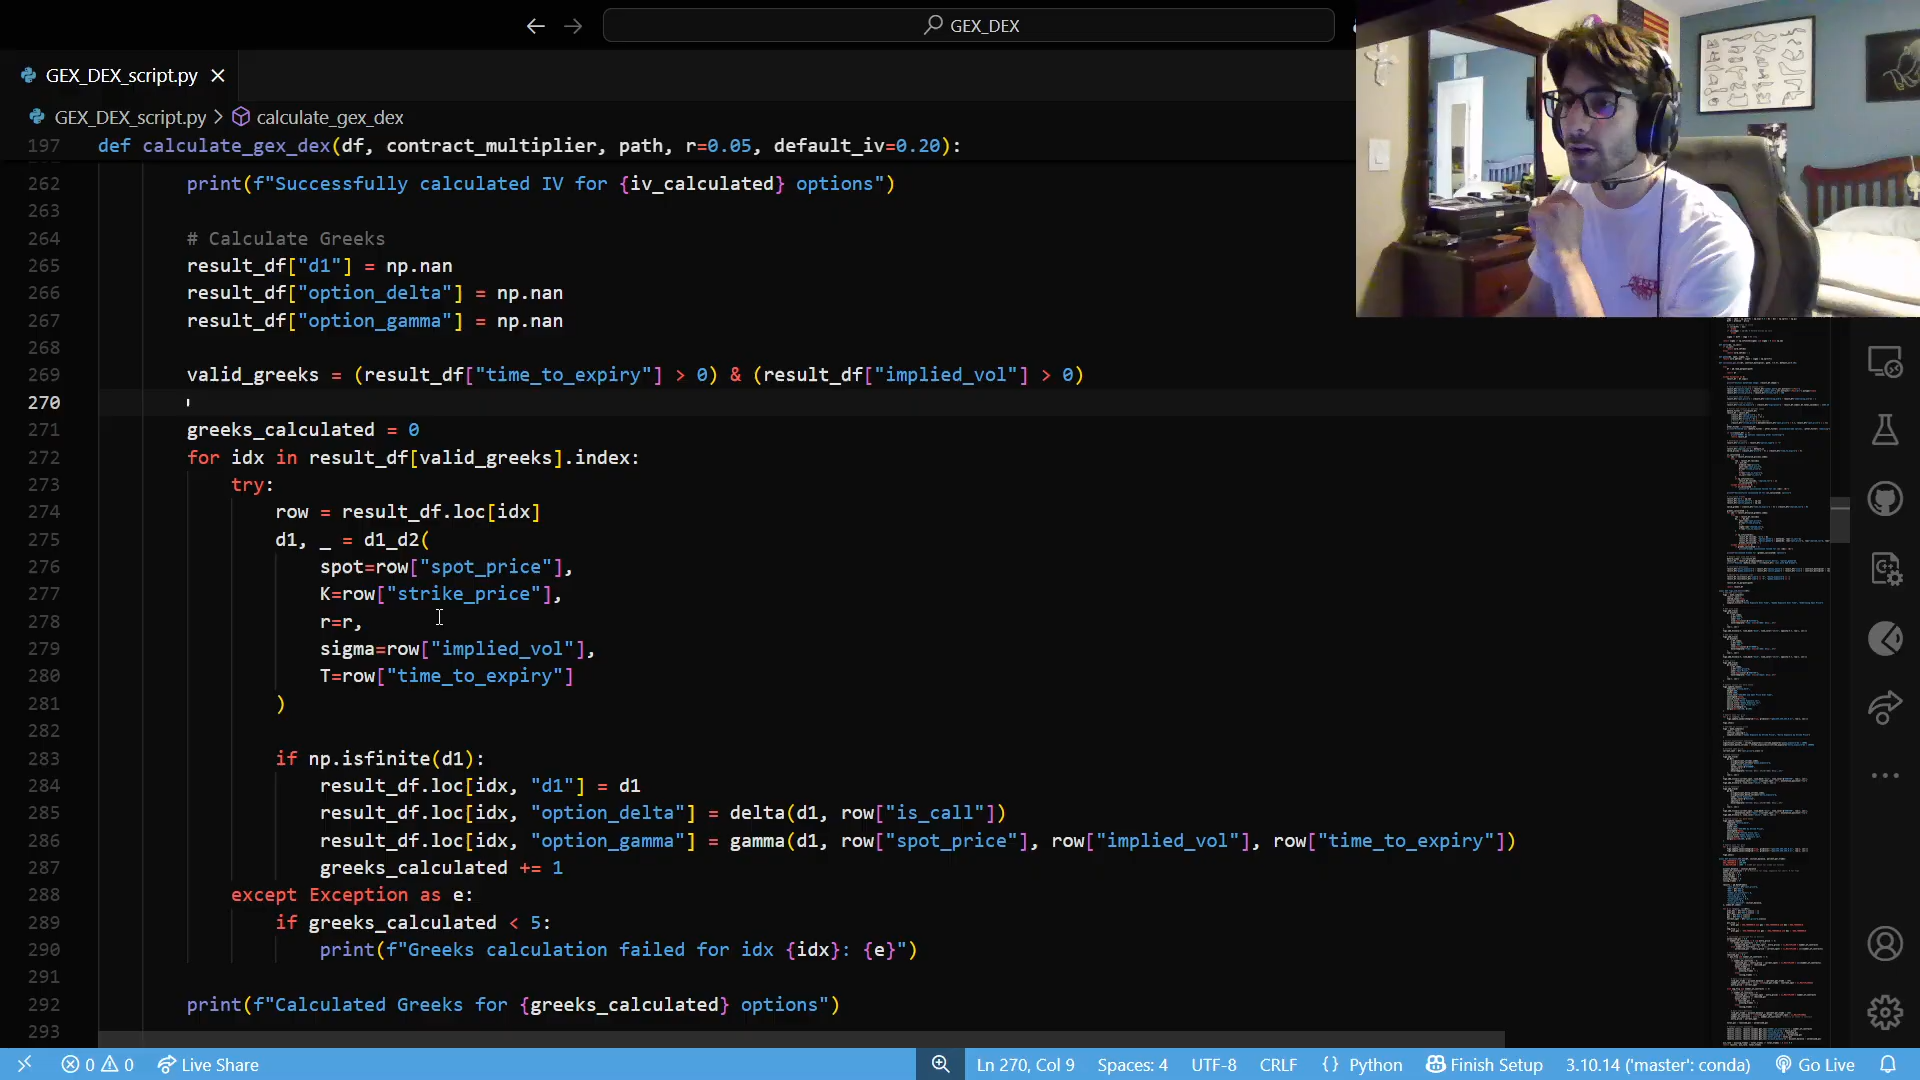 GEX_DEX
GEX_DEX_script.py
GEX_DEX_script.py > calculate_gex_dex
197 def calculate_gex_dex(df, contract_multiplier, path, r=0.05, default_iv=0.20):
262 print(f"Successfully calculated IV for {iv_calculated} options")
263
264 # Calculate Greeks
265 result_df["d1"] = np.nan
266 result_df["option_delta"] = np.nan
267 result_df["option_gamma"] = np.nan
268
269 valid_greeks = (result_df["time_to_expiry"] > 0) & (result_df["implied_vol"] > 0)
270
271 greeks_calculated = 0
272 for idx in result_df[valid_greeks].index:
273 try:
274 row = result_df.loc[idx]
275 d1, _ = d1_d2(
276 spot=row["spot_price"],
277 K=row["strike_price"],
278 r=r,
279 sigma=row["implied_vol"],
280 T=row["time_to_expiry"]
281 )
282
283 if np.isfinite(d1):
284 result_df.loc[idx, "d1"] = d1
285 result_df.loc[idx, "option_delta"] = delta(d1, row["is_call"])
286 result_df.loc[idx, "option_gamma"] = gamma(d1, row["spot_price"], row["implied_vol"], row["time_to_expiry"])
287 greeks_calculated += 1
288 except Exception as e:
289 if greeks_calculated < 5:
290 print(f"Greeks calculation failed for idx {idx}: {e}")
291
292 print(f"Calculated Greeks for {greeks_calculated} options")
293
0 0 Live Share Ln 270, Col 9 Spaces: 4 UTF-8 CRLF {} Python Finish Setup 3.10.14 ('master': conda) Go Live